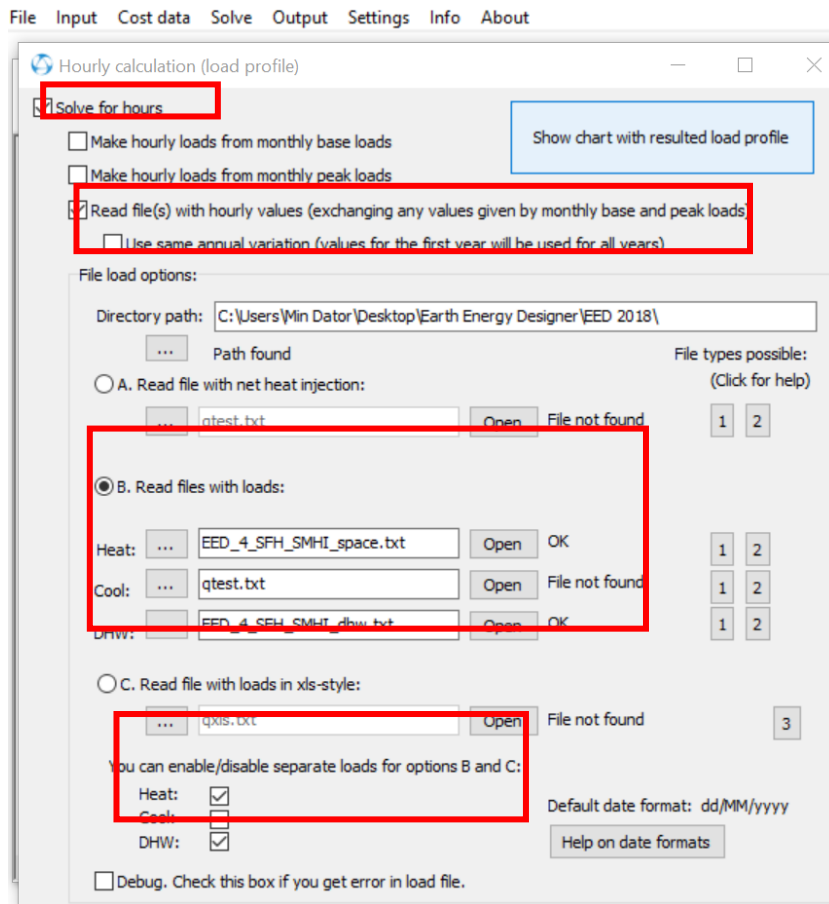 File Input Cost data Solve Output Settings Info About
Hourly calculation (load profile)
Solve for hours
Make hourly loads from monthly base loads
Show chart with resulted load profile
Make hourly loads from monthly peak loads
Read file(s) with hourly values (exchanging any values given by monthly base and peak loads)
Use same annual variation (values for the first year will be used for all years)
File load options:
Directory path: C:\Users\Min Dator\Desktop\Earth Energy Designer\EED 2018\
... Path found
File types possible:
(Click for help)
A. Read file with net heat injection:
... qtest.txt Open File not found 1 2
B. Read files with loads:
Heat: ... EED_4_SFH_SMHI_space.txt Open OK 1 2
Cool: ... qtest.txt Open File not found 1 2
DHW: EED_4_SFH_SMHI_dhw.txt Open OK 1 2
C. Read file with loads in xls-style:
... qxls.txt Open File not found 3
You can enable/disable separate loads for options B and C:
Heat:
Cool:
DHW:
Default date format: dd/MM/yyyy
Help on date formats
Debug. Check this box if you get error in load file.